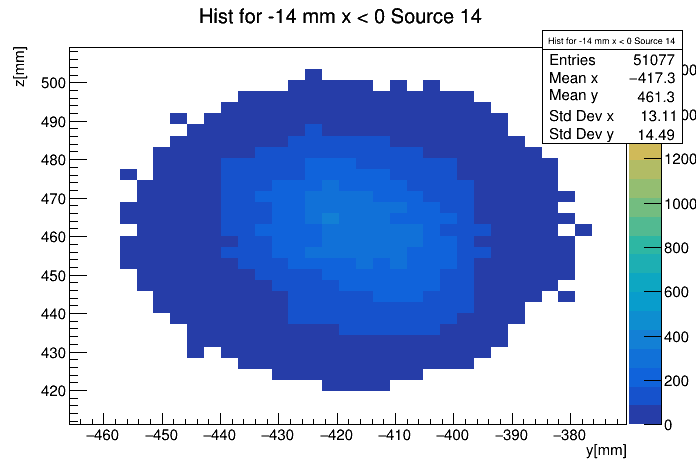 Hist for -14 mm x < 0 Source 14
z[mm]
Hist for -14 mm x < 0 Source 14
Entries 51077
Mean x −417.3
Mean y 461.3
Std Dev x 13.11
Std Dev y 14.49
500
490
480
470
460
450
440
430
420
−460 −450 −440 −430 −420 −410 −400 −390 −380
y[mm]
1200
1000
800
600
400
200
0